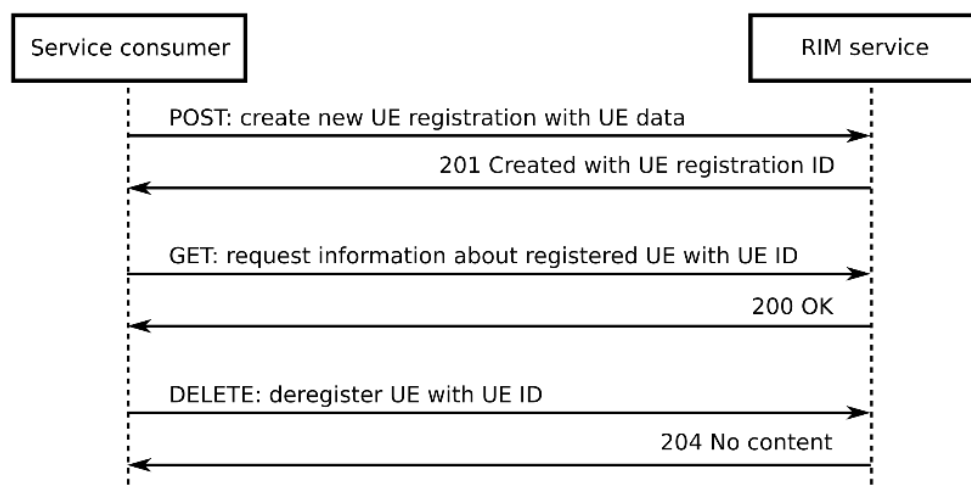 Service consumer
RIM service
POST: create new UE registration with UE data
201 Created with UE registration ID
GET: request information about registered UE with UE ID
200 OK
DELETE: deregister UE with UE ID
204 No content